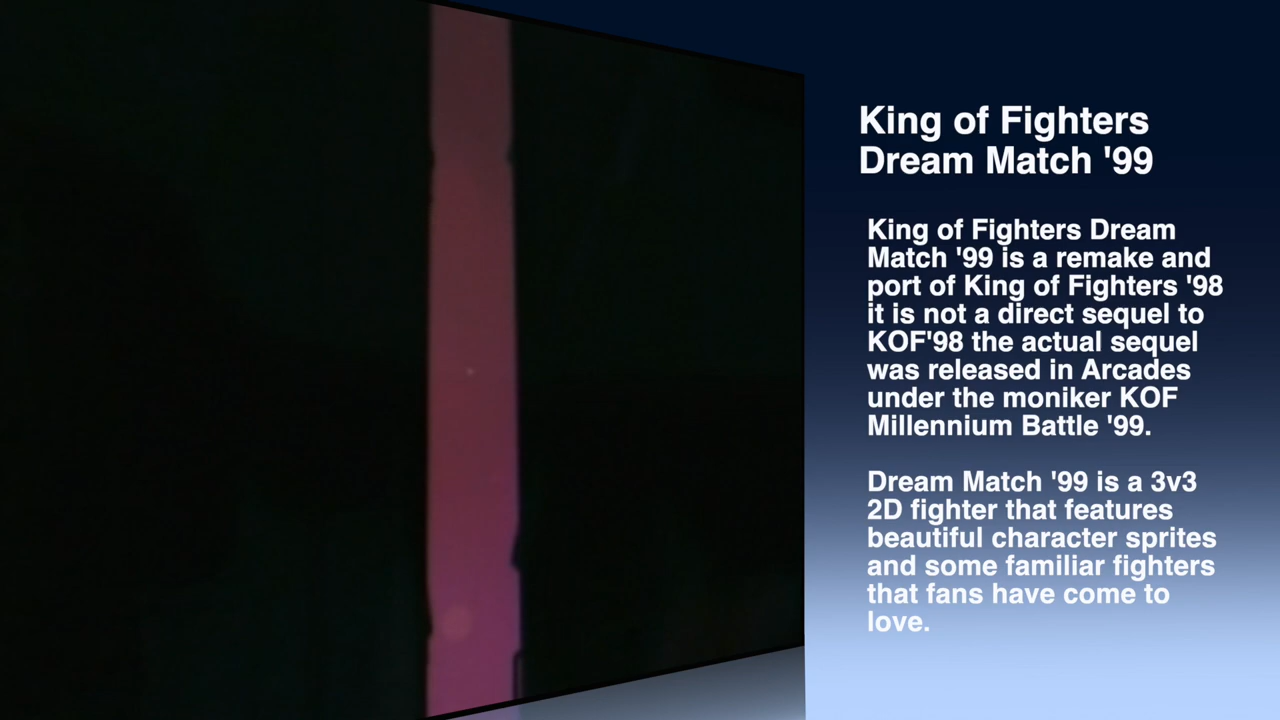 King of Fighters
Dream Match '99
King of Fighters Dream
Match '99 is a remake and
port of King of Fighters '98
it is not a direct sequel to
KOF'98 the actual sequel
was released in Arcades
under the moniker KOF
Millennium Battle '99.
Dream Match '99 is a 3v3
2D fighter that features
beautiful character sprites
and some familiar fighters
that fans have come to
love.